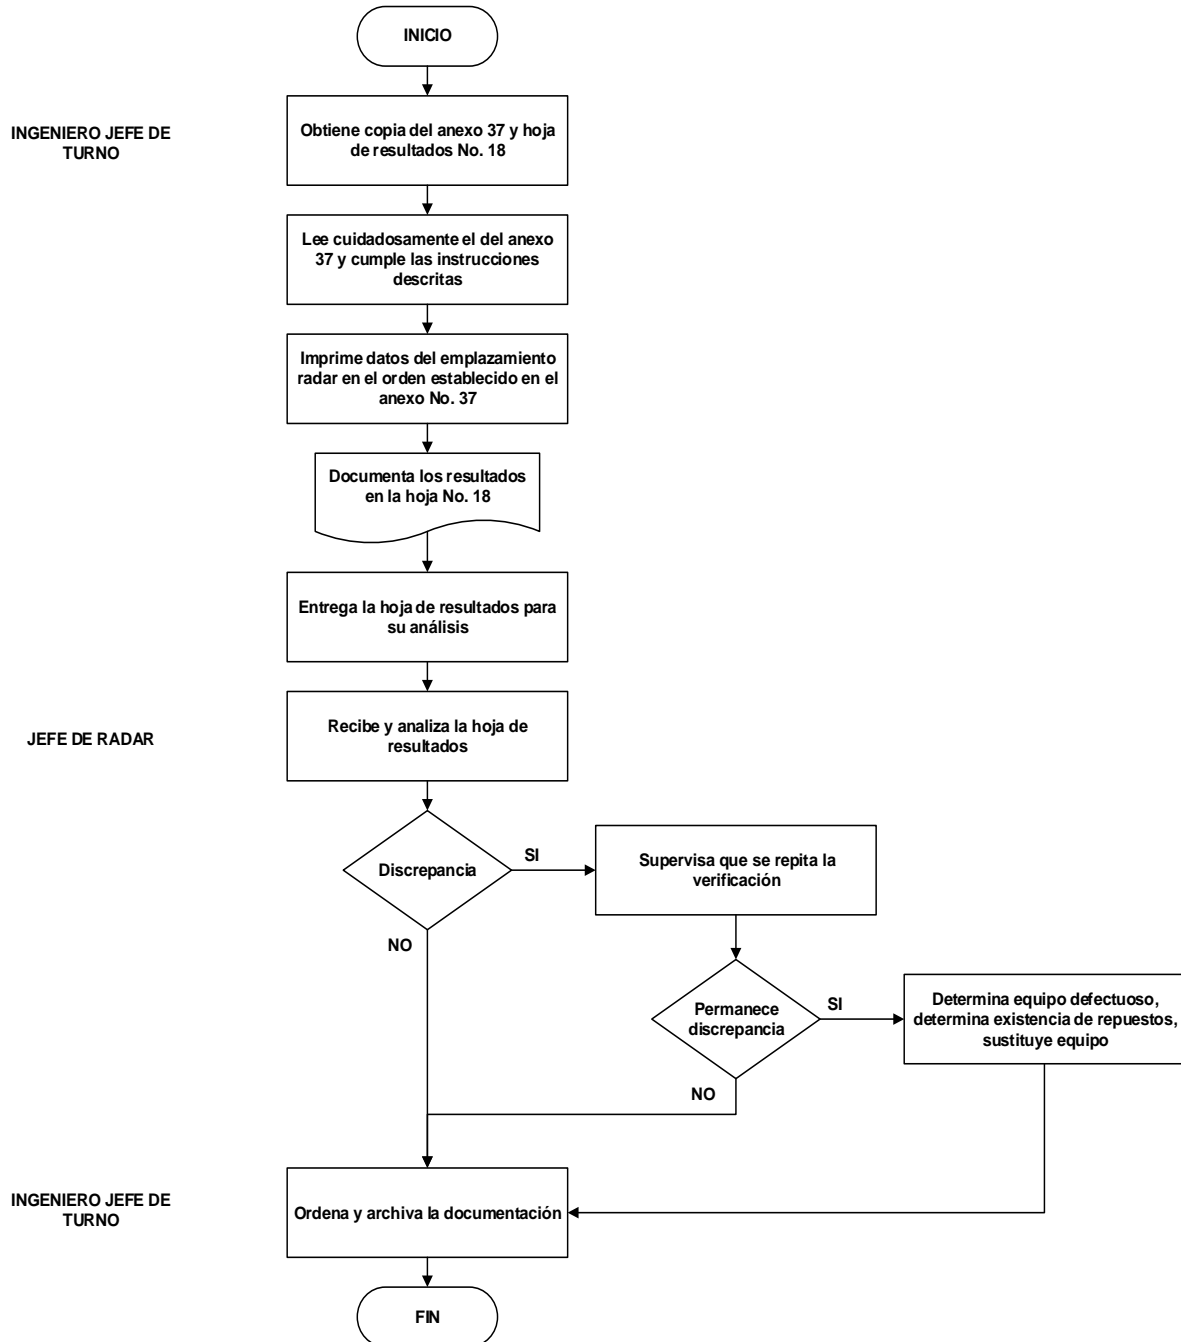 INICIO
INGENIERO JEFE DE
TURNO
Obtiene copia del anexo 37 y hoja
de resultados No. 18
Lee cuidadosamente el del anexo
37 y cumple las instrucciones
descritas
Imprime datos del emplazamiento
radar en el orden establecido en el
anexo No. 37
Documenta los resultados
en la hoja No. 18
Entrega la hoja de resultados para
su análisis
JEFE DE RADAR
Recibe y analiza la hoja de
resultados
Discrepancia
SI
Supervisa que se repita la
verificación
NO
Permanece
discrepancia
SI
Determina equipo defectuoso,
determina existencia de repuestos,
sustituye equipo
NO
INGENIERO JEFE DE
TURNO
Ordena y archiva la documentación
FIN